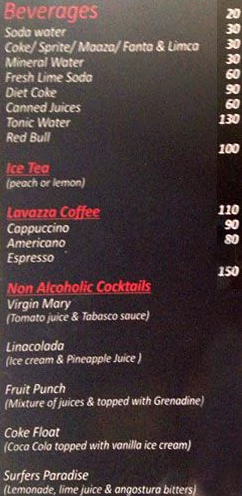 Beverages 20
Soda water 30
Coke/ Sprite/ Maaza/ Fanta & Limca 30
Mineral Water 30
Fresh Lime Soda 60
Diet Coke 90
Canned Juices 60
Tonic Water 130
Red Bull
100
Ice Tea
(peach or lemon)
Lavazza Coffee 110
Cappuccino 90
Americano 80
Espresso
150
Non Alcoholic Cocktails
Virgin Mary
(Tomato juice & Tabasco sauce)
Linacolada
(Ice cream & Pineapple Juice )
Fruit Punch
(Mixture of juices & topped with Grenadine)
Coke Float
(Coca Cola topped with vanilla ice cream)
Surfers Paradise
(Lemonade, lime juice & angostura bitters)